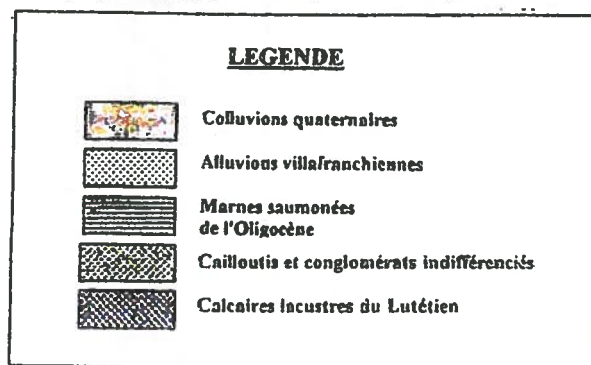 LEGENDE
Colluvions quaternaires
Alluvions villafranchiennes
Marnes saumonées
de l'Oligocène
Cailloutis et conglomérats indifférenciés
Calcaires lacustres du Lutétien